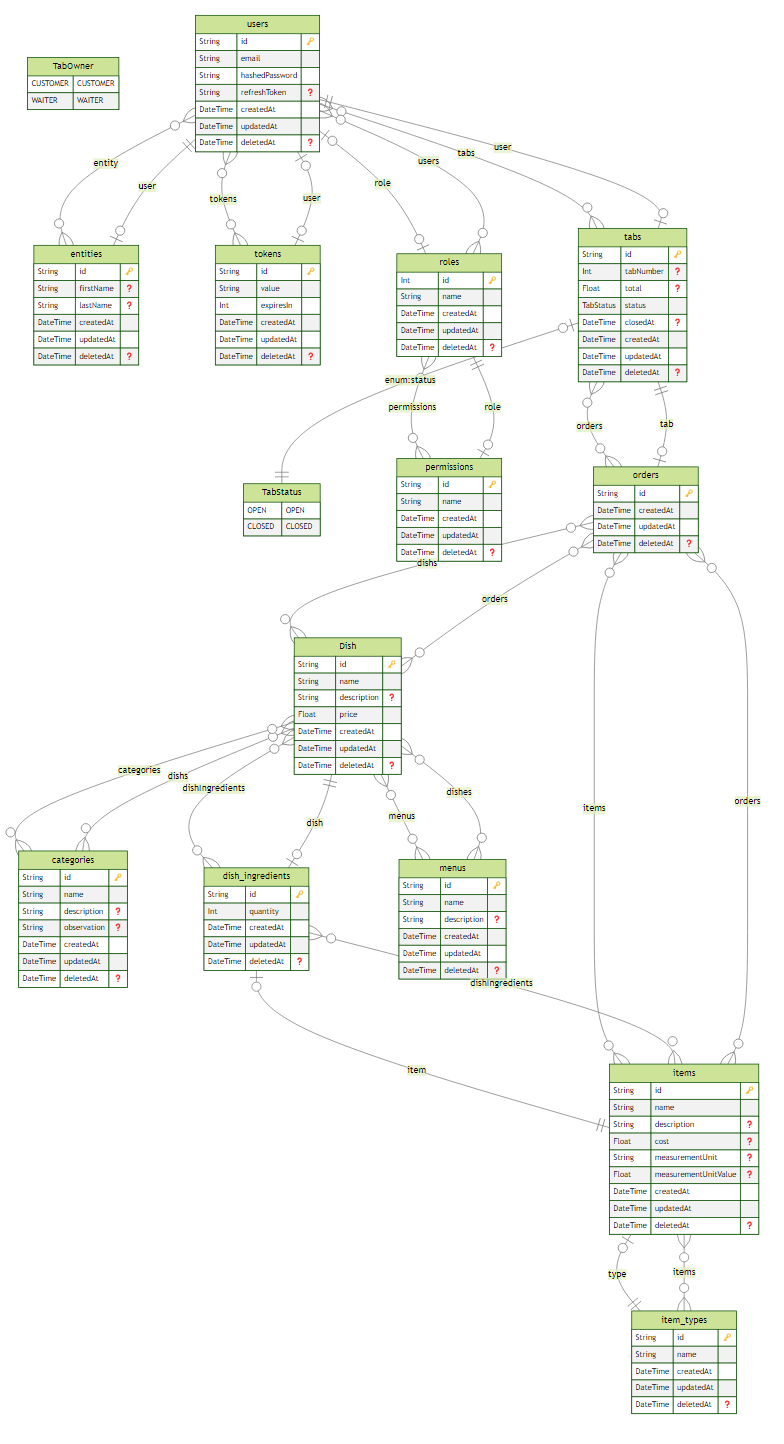 users
String id
String email
String hashedPassword
String refreshToken ?
DateTime createdAt
DateTime updatedAt
DateTime deletedAt ?
TabOwner
CUSTOMER CUSTOMER
WAITER WAITER
entity
user
tokens
user
role
users
tabs
user
entities
String id
String firstName ?
String lastName ?
DateTime createdAt
DateTime updatedAt
DateTime deletedAt ?
tokens
String id
String value
Int expiresIn
DateTime createdAt
DateTime updatedAt
DateTime deletedAt ?
roles
Int id
String name
DateTime createdAt
DateTime updatedAt
DateTime deletedAt ?
tabs
String id
Int tabNumber ?
Float total ?
TabStatus status
DateTime closedAt ?
DateTime createdAt
DateTime updatedAt
DateTime deletedAt ?
enum:status
permissions
role
orders
tab
TabStatus
OPEN OPEN
CLOSED CLOSED
permissions
String id
String name
DateTime createdAt
DateTime updatedAt
DateTime deletedAt ?
orders
String id
DateTime createdAt
DateTime updatedAt
DateTime deletedAt ?
dishs
orders
Dish
String id
String name
String description ?
Float price
DateTime createdAt
DateTime updatedAt
DateTime deletedAt ?
categories
dishs
dishIngredients
dish
menus
dishes
items
orders
categories
String id
String name
String description ?
String observation ?
DateTime createdAt
DateTime updatedAt
DateTime deletedAt ?
dish_ingredients
String id
Int quantity
DateTime createdAt
DateTime updatedAt
DateTime deletedAt ?
menus
String id
String name
String description ?
DateTime createdAt
DateTime updatedAt
DateTime deletedAt ?
dishIngredients
item
items
String id
String name
String description ?
Float cost ?
String measurementUnit ?
Float measurementUnitValue ?
DateTime createdAt
DateTime updatedAt
DateTime deletedAt ?
type
items
item_types
String id
String name
DateTime createdAt
DateTime updatedAt
DateTime deletedAt ?